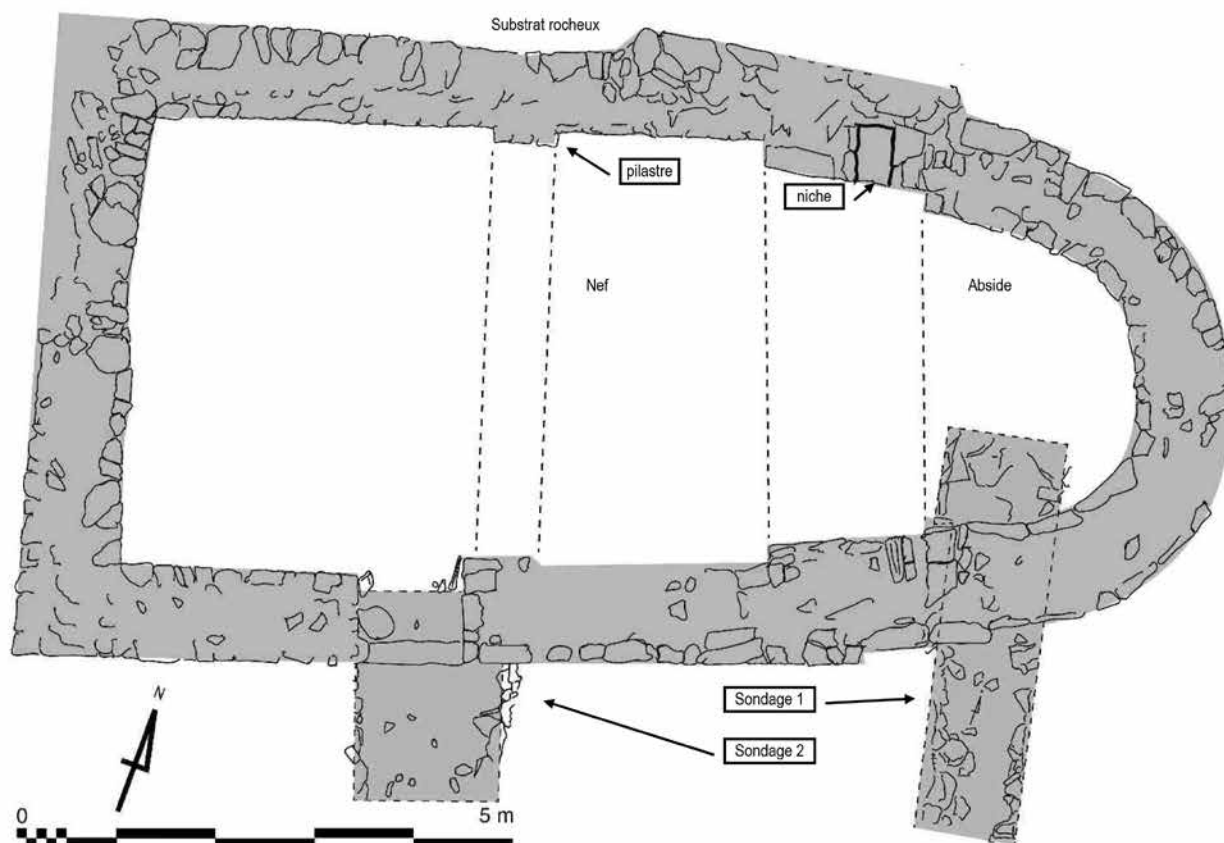 Substrat rocheux
pilastre
niche
Nef
Abside
Sondage 1
Sondage 2
N
0 5 m